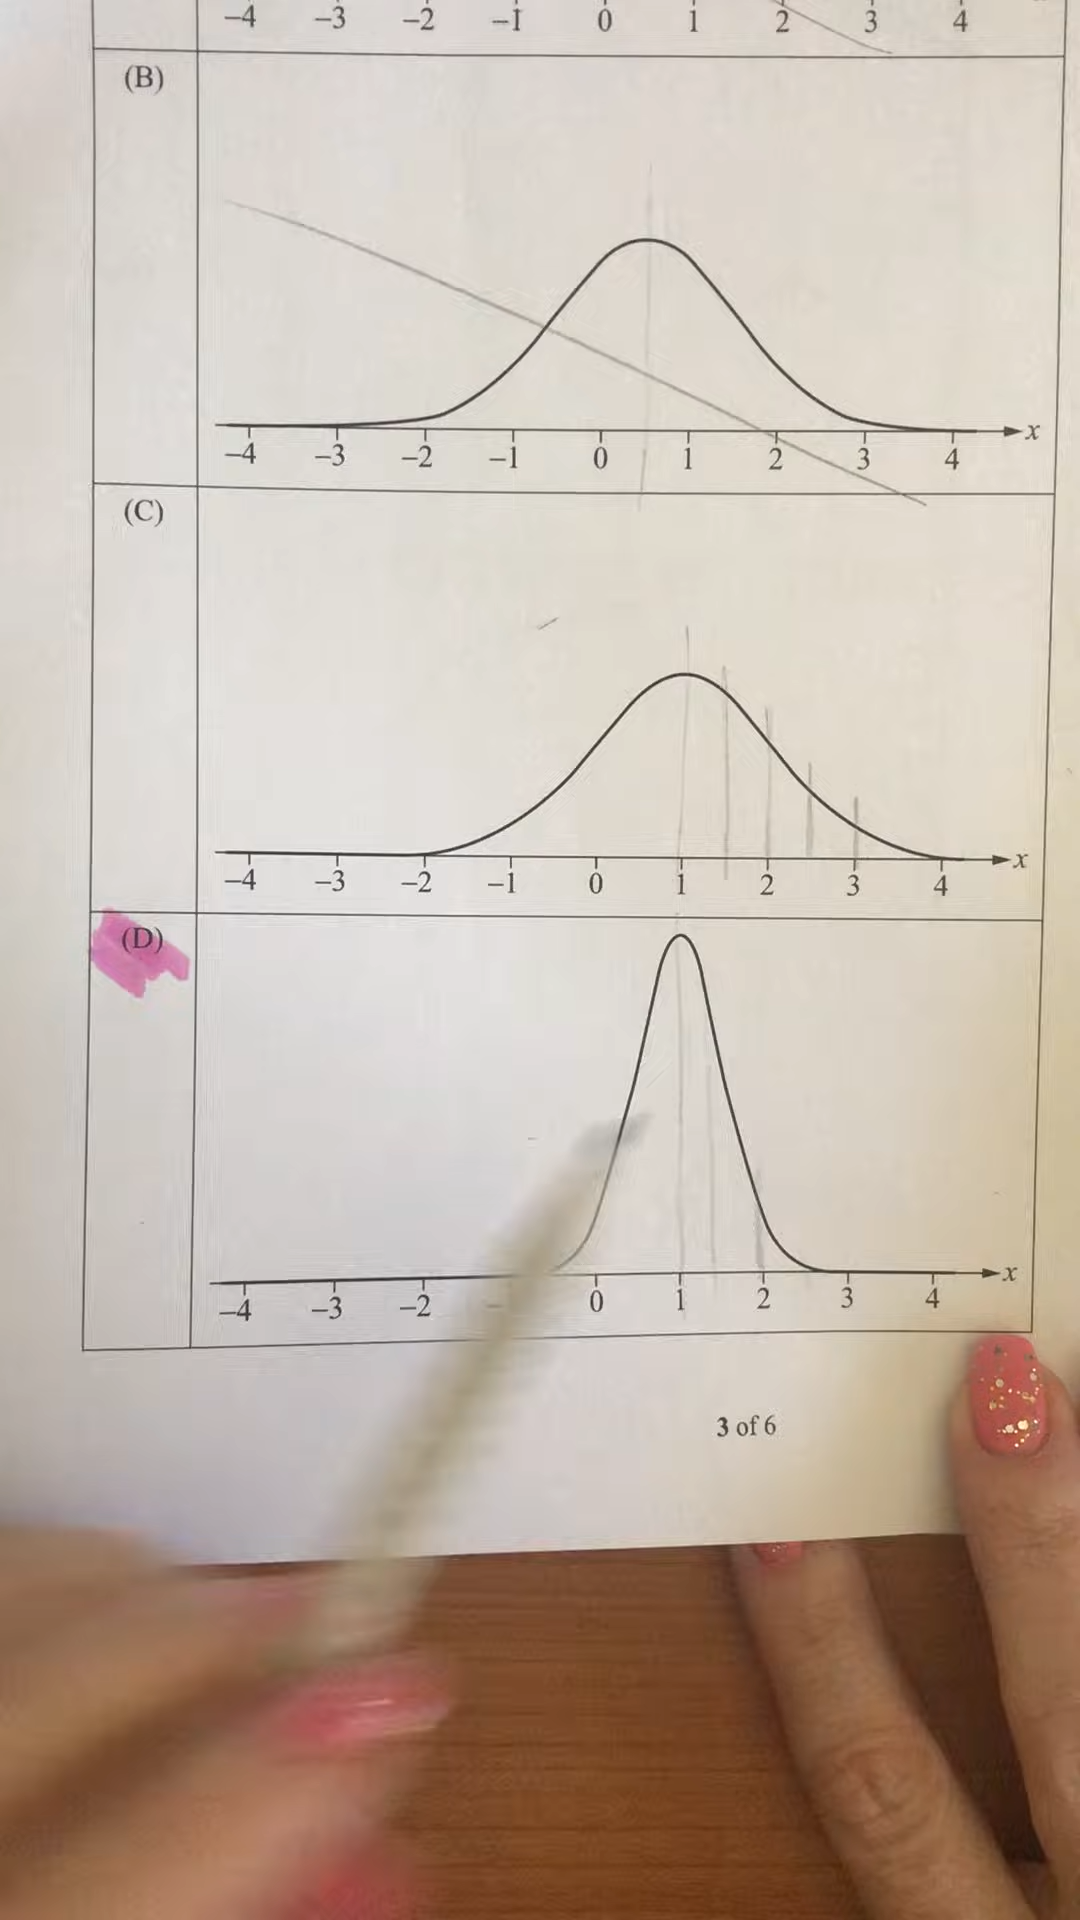 –4 –3 –2 –1 0 1 2 3 4
(B)
x
–4 –3 –2 –1 0 1 2 3 4
(C)
x
–4 –3 –2 –1 0 1 2 3 4
(D)
x
–4 –3 –2 0 1 2 3 4
3 of 6